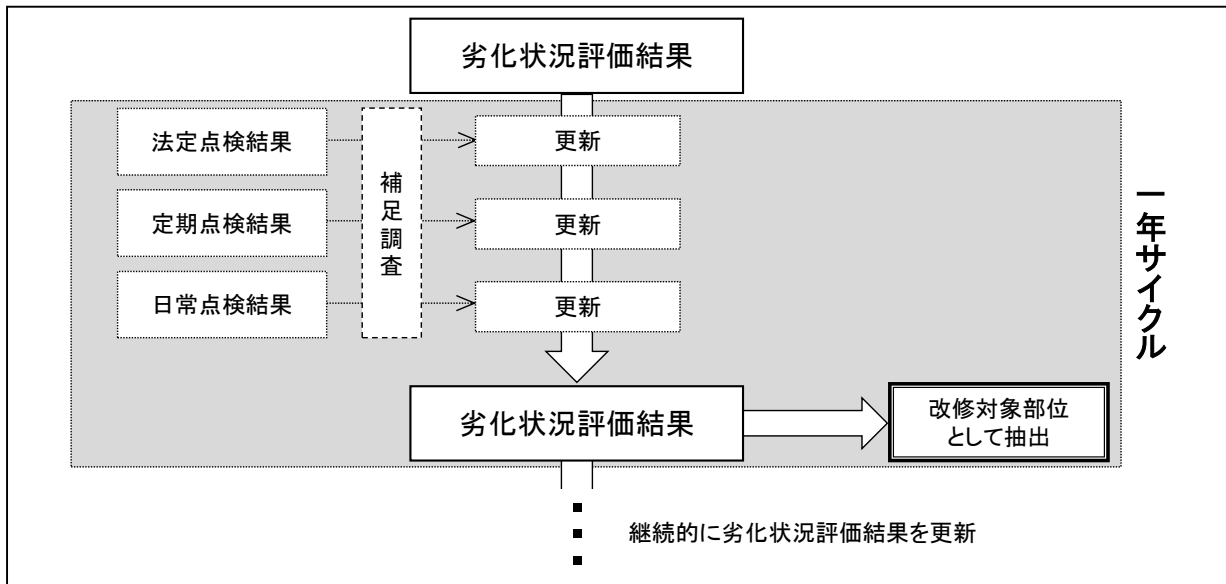 劣化状況評価結果
法定点検結果
更新
定期点検結果
更新
日常点検結果
更新
補足調査
一年サイクル
劣化状況評価結果
改修対象部位
として抽出
継続的に劣化状況評価結果を更新